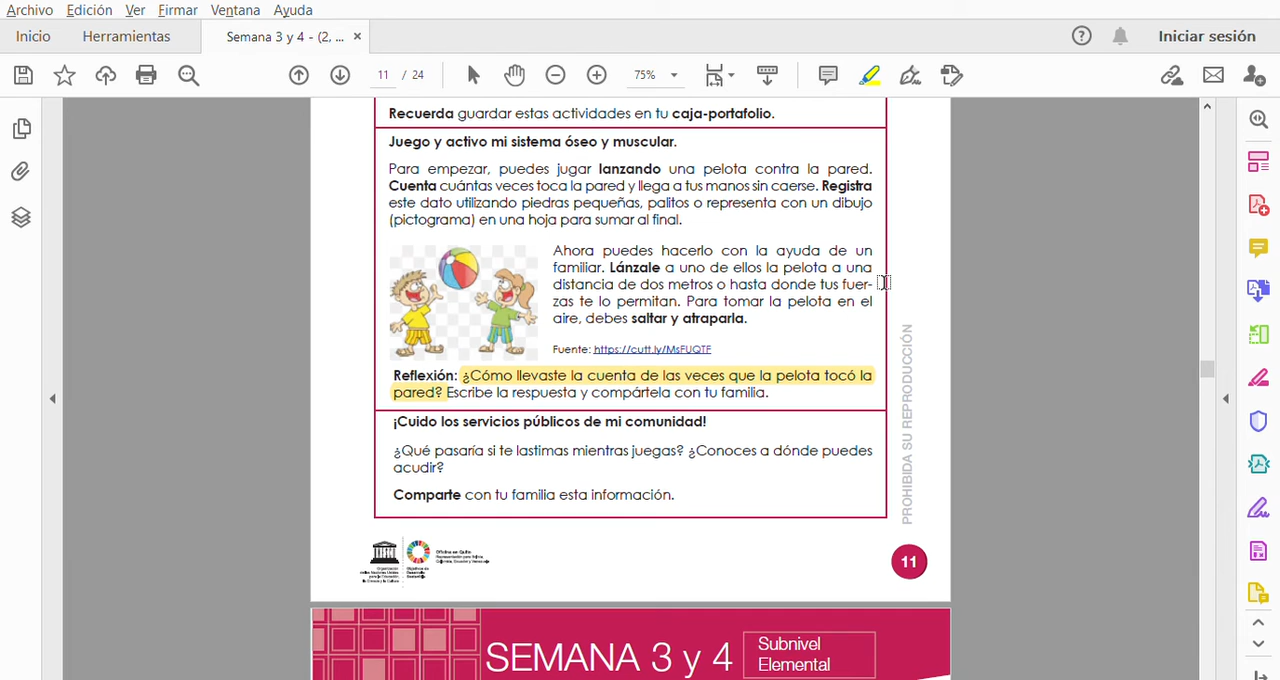 Archivo Edición Ver Firmar Ventana Ayuda
Inicio Herramientas Semana 3 y 4 - (2, ... × Iniciar sesión
11 / 24 75%
Recuerda guardar estas actividades en tu caja-portafolio.
Juego y activo mi sistema óseo y muscular.
Para empezar, puedes jugar lanzando una pelota contra la pared.
Cuenta cuántas veces toca la pared y llega a tus manos sin caerse. Registra
este dato utilizando piedras pequeñas, palitos o representa con un dibujo
(pictograma) en una hoja para sumar al final.
Ahora puedes hacerlo con la ayuda de un
familiar. Lánzale a uno de ellos la pelota a una
distancia de dos metros o hasta donde tus fuer-
zas te lo permitan. Para tomar la pelota en el
aire, debes saltar y atraparla.
Fuente: https://cutt.ly/MsFUQTF
Reflexión: ¿Cómo llevaste la cuenta de las veces que la pelota tocó la
pared? Escribe la respuesta y compártela con tu familia.
¡Cuido los servicios públicos de mi comunidad!
¿Qué pasaría si te lastimas mientras juegas? ¿Conoces a dónde puedes
acudir?
Comparte con tu familia esta información.
PROHIBIDA SU REPRODUCCIÓN
Oficina en Quito
11
SEMANA 3 y 4
Subnivel
Elemental